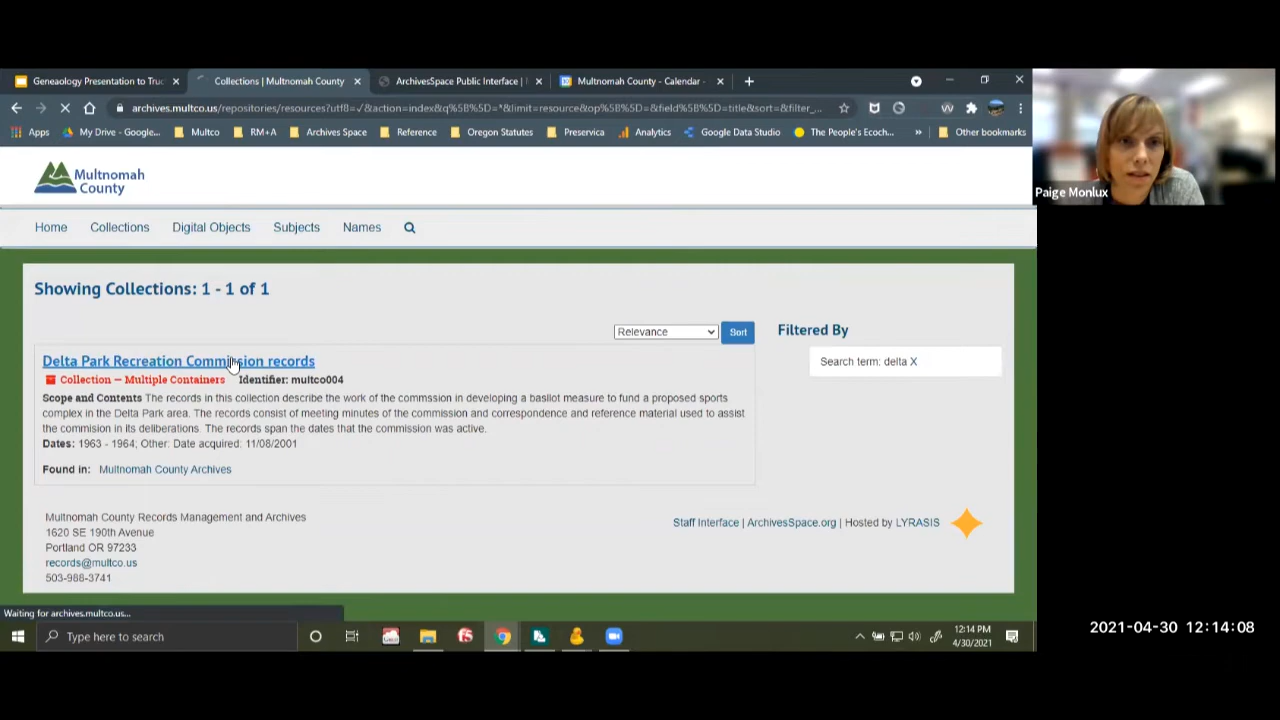 Geneaology Presentation to Truc
Collections | Multnomah County
ArchivesSpace Public Interface |
Multnomah County - Calendar -
archives.multco.us/repositories/resources?utf8=✓&action=index&q%5B%5D=*&limit=resource&op%5B%5D=&field%5B%5D=title&sort=&filter_...
Apps
My Drive - Google...
Multco
RM+A
Archives Space
Reference
Oregon Statutes
Preservica
Analytics
Google Data Studio
The People's Ecoch...
»
Other bookmarks
Multnomah
County
Paige Monlux
Home
Collections
Digital Objects
Subjects
Names
Showing Collections: 1 - 1 of 1
Relevance
Sort
Filtered By
Search term: delta X
Delta Park Recreation Commission records
Collection — Multiple Containers Identifier: multco004
Scope and Contents The records in this collection describe the work of the commssion in developing a basllot measure to fund a proposed sports
complex in the Delta Park area. The records consist of meeting minutes of the commission and correspondence and reference material used to assist
the commision in its deliberations. The records span the dates that the commission was active.
Dates: 1963 - 1964; Other: Date acquired: 11/08/2001
Found in: Multnomah County Archives
Multnomah County Records Management and Archives
1620 SE 190th Avenue
Portland OR 97233
records@multco.us
503-988-3741
Staff Interface | ArchivesSpace.org | Hosted by LYRASIS
Waiting for archives.multco.us...
Type here to search
12:14 PM
4/30/2021
2021-04-30 12:14:08